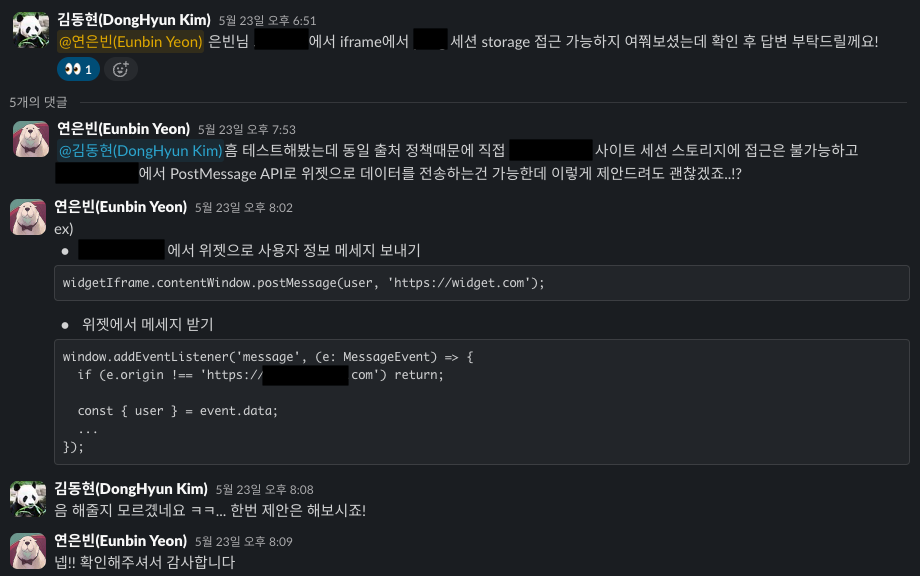 김동현(DongHyun Kim) 5월 23일 오후 6:51
@연은빈(Eunbin Yeon) 은빈님 에서 iframe에서 세션 storage 접근 가능하지 여쭤보셨는데 확인 후 답변 부탁드릴께요!
1
5개의 댓글
연은빈(Eunbin Yeon) 5월 23일 오후 7:53
@김동현(DongHyun Kim) 흠 테스트해봤는데 동일 출처 정책때문에 직접 사이트 세션 스토리지에 접근은 불가능하고
에서 PostMessage API로 위젯으로 데이터를 전송하는건 가능한데 이렇게 제안드려도 괜찮겠죠..!?
연은빈(Eunbin Yeon) 5월 23일 오후 8:02
ex)
• 에서 위젯으로 사용자 정보 메세지 보내기
widgetIframe.contentWindow.postMessage(user, 'https://widget.com');
• 위젯에서 메세지 받기
window.addEventListener('message', (e: MessageEvent) => {
if (e.origin !== 'https:// com') return;
const { user } = event.data;
...
});
김동현(DongHyun Kim) 5월 23일 오후 8:08
음 해줄지 모르겠네요 ㅋㅋ... 한번 제안은 해보시죠!
연은빈(Eunbin Yeon) 5월 23일 오후 8:09
넵!! 확인해주셔서 감사합니다